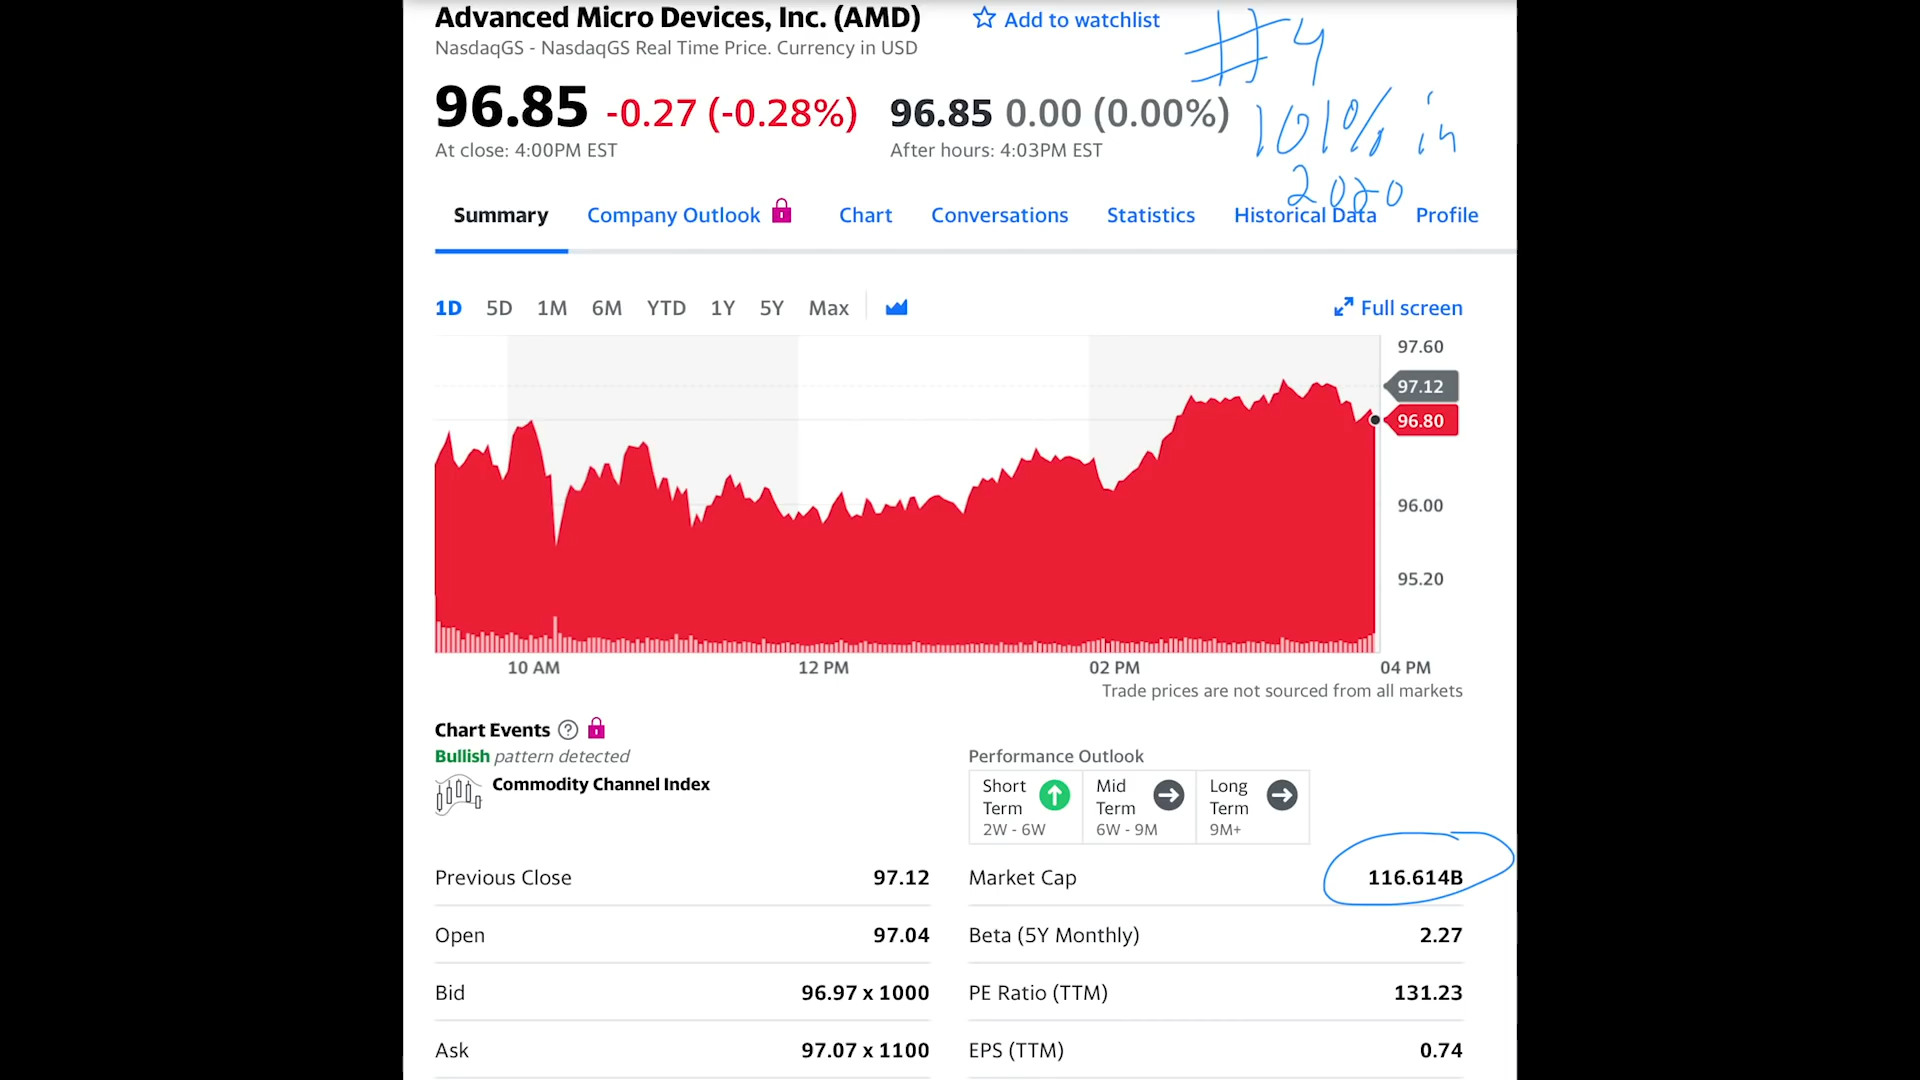 Advanced Micro Devices, Inc. (AMD)
Add to watchlist
#4
NasdaqGS - NasdaqGS Real Time Price. Currency in USD
96.85 -0.27 (-0.28%)
96.85 0.00 (0.00%)
101% in
2020
At close: 4:00PM EST
After hours: 4:03PM EST
Summary Company Outlook Chart Conversations Statistics Historical Data Profile
1D 5D 1M 6M YTD 1Y 5Y Max
Full screen
97.60
97.12
96.80
96.00
95.20
10 AM 12 PM 02 PM 04 PM
Trade prices are not sourced from all markets
Chart Events ?
Bullish pattern detected
Commodity Channel Index
Performance Outlook
Short Term 2W - 6W
Mid Term 6W - 9M
Long Term 9M+
Previous Close 97.12
Market Cap 116.614B
Open 97.04
Beta (5Y Monthly) 2.27
Bid 96.97 x 1000
PE Ratio (TTM) 131.23
Ask 97.07 x 1100
EPS (TTM) 0.74